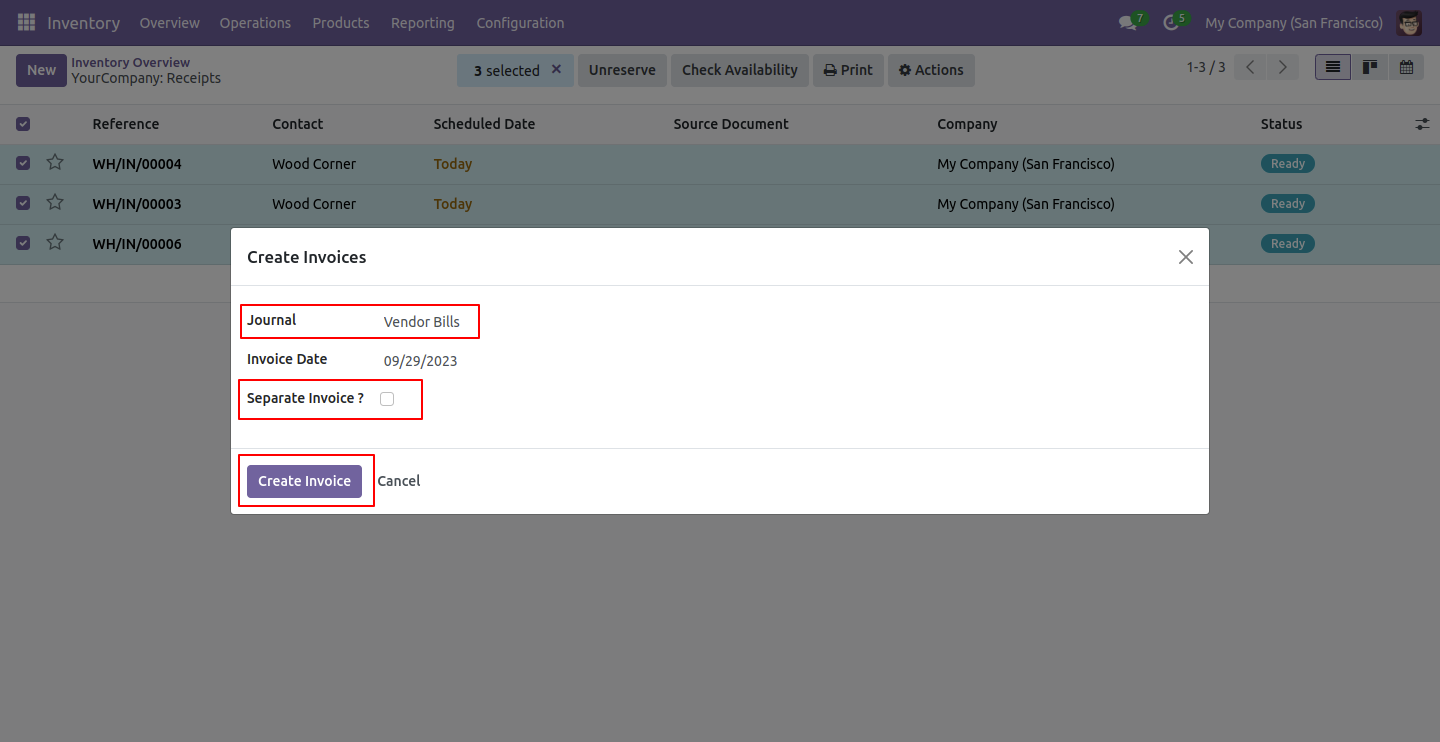 Inventory Overview Operations Products Reporting Configuration 7 5 My Company (San Francisco)
New Inventory Overview
YourCompany: Receipts
3 selected × Unreserve Check Availability Print Actions 1-3 / 3
Reference Contact Scheduled Date Source Document Company Status
WH/IN/00004 Wood Corner Today My Company (San Francisco) Ready
WH/IN/00003 Wood Corner Today My Company (San Francisco) Ready
WH/IN/00006 Ready
Create Invoices
Journal Vendor Bills
Invoice Date 09/29/2023
Separate Invoice ?
Create Invoice Cancel